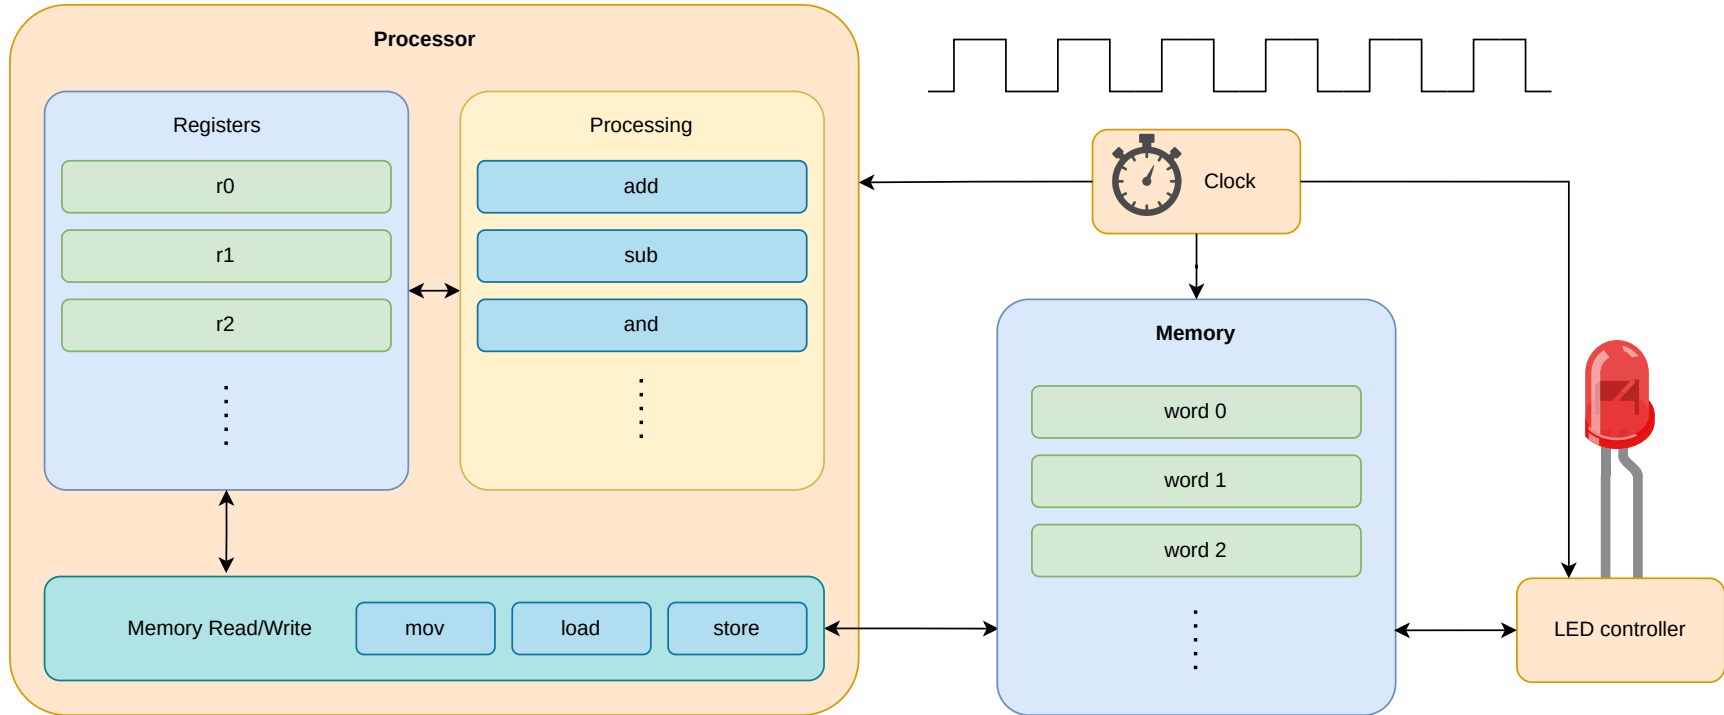 Processor
Registers
r0
r1
r2
Processing
add
sub
and
Memory Read/Write
mov
load
store
Clock
Memory
word 0
word 1
word 2
LED controller